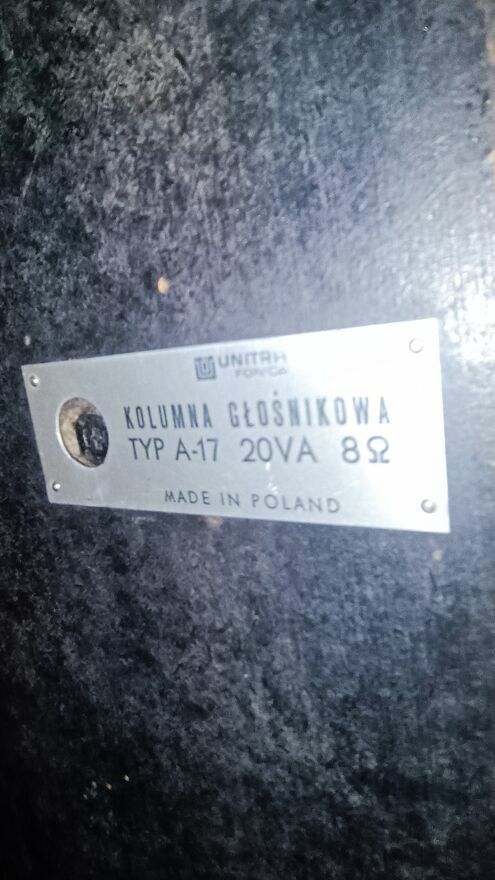 UNITRA
FONICA
KOLUMNA GŁOŚNIKOWA
TYP A-17 20VA 8Ω
MADE IN POLAND